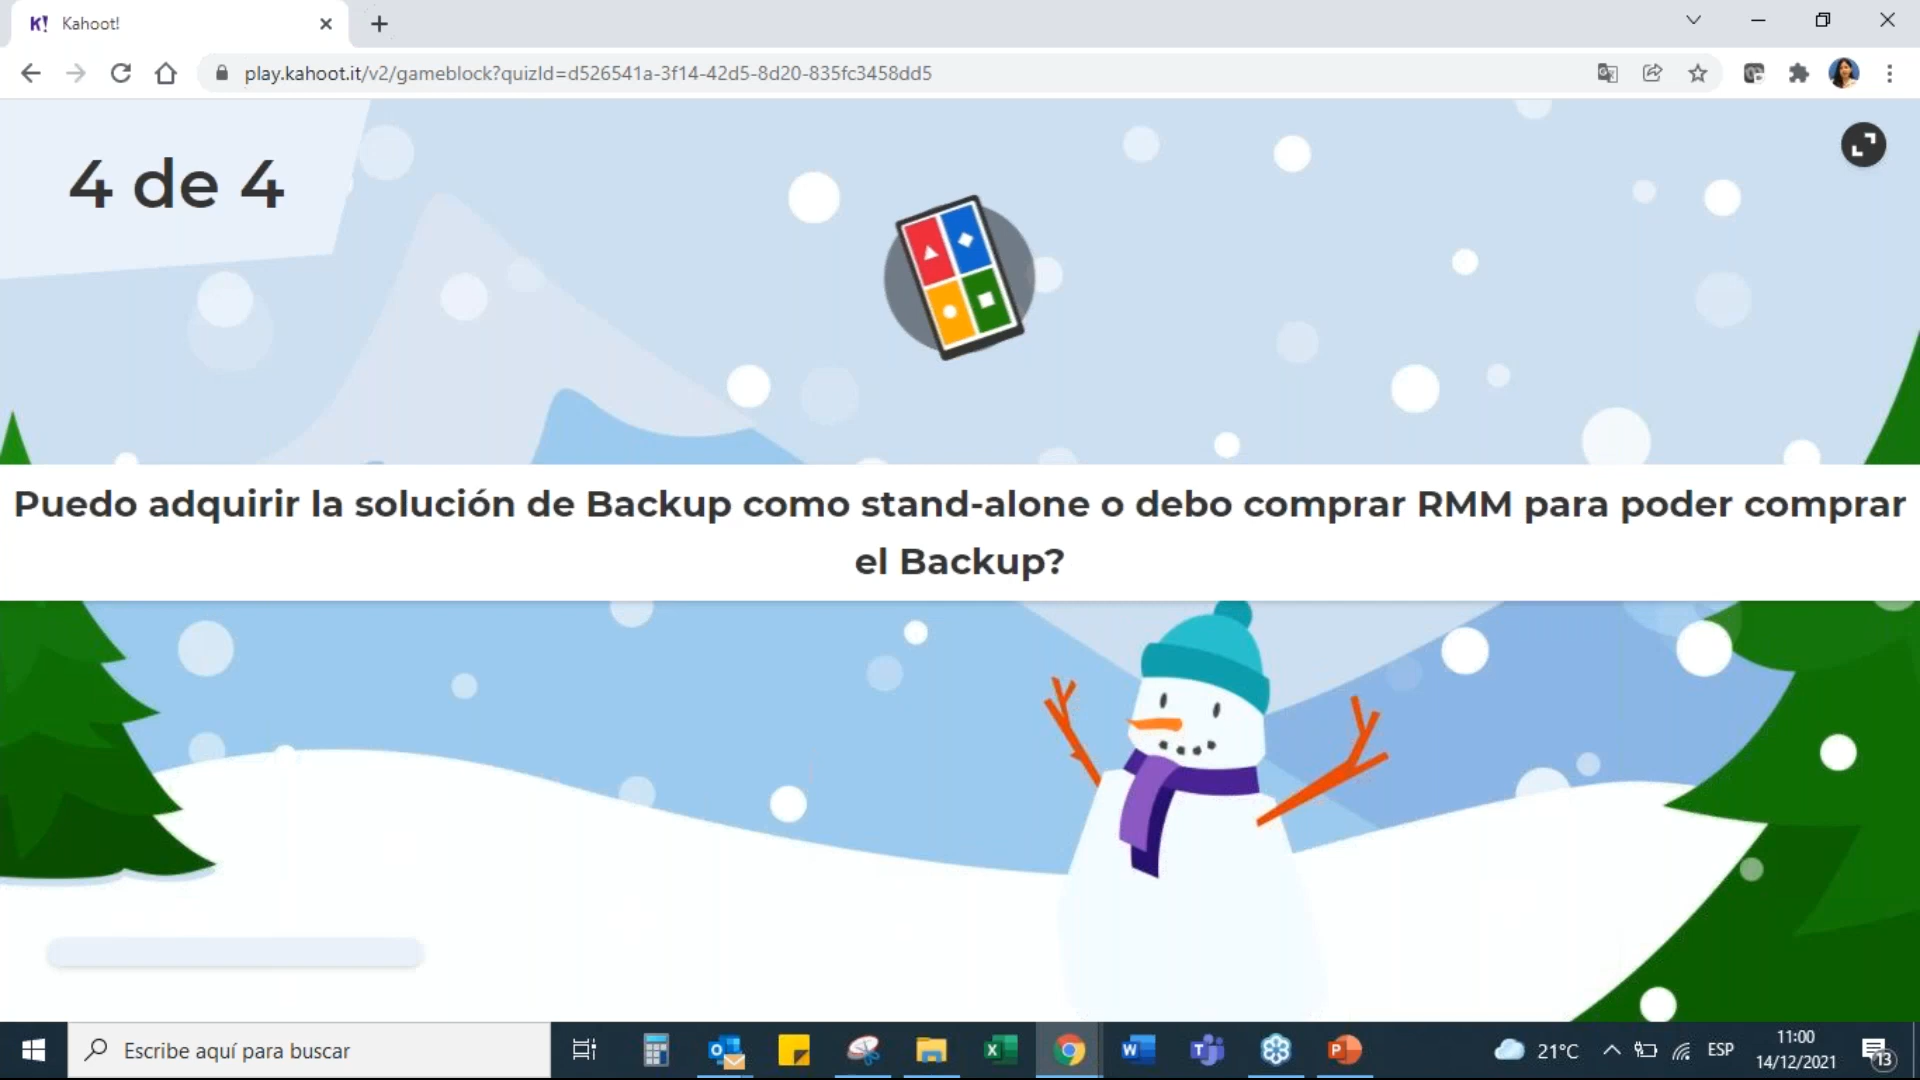 K! Kahoot!
play.kahoot.it/v2/gameblock?quizId=d526541a-3f14-42d5-8d20-835fc3458dd5
4 de 4
Puedo adquirir la solución de Backup como stand-alone o debo comprar RMM para poder comprar
el Backup?
Escribe aquí para buscar
21°C
ESP
11:00
14/12/2021
13